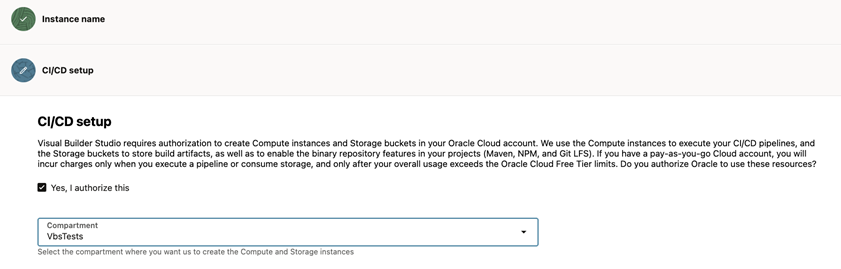 Instance name
CI/CD setup
CI/CD setup
Visual Builder Studio requires authorization to create Compute instances and Storage buckets in your Oracle Cloud account. We use the Compute instances to execute your CI/CD pipelines, and
the Storage buckets to store build artifacts, as well as to enable the binary repository features in your projects (Maven, NPM, and Git LFS). If you have a pay-as-you-go Cloud account, you will
incur charges only when you execute a pipeline or consume storage, and only after your overall usage exceeds the Oracle Cloud Free Tier limits. Do you authorize Oracle to use these resources?
Yes, I authorize this
Compartment
VbsTests
Select the compartment where you want us to create the Compute and Storage instances